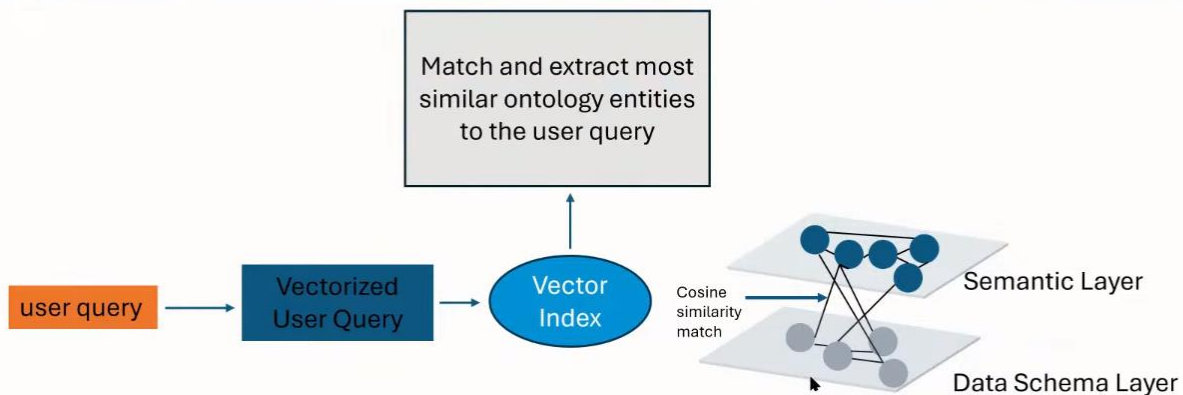 Match and extract most
similar ontology entities
to the user query
user query
Vectorized
User Query
Vector
Index
Cosine
similarity
match
Semantic Layer
Data Schema Layer